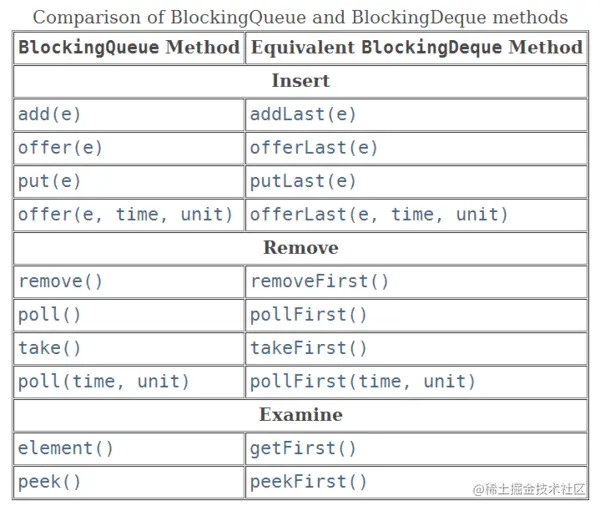 Comparison of BlockingQueue and BlockingDeque methods
BlockingQueue Method Equivalent BlockingDeque Method
Insert
add(e) addLast(e)
offer(e) offerLast(e)
put(e) putLast(e)
offer(e, time, unit) offerLast(e, time, unit)
Remove
remove() removeFirst()
poll() pollFirst()
take() takeFirst()
poll(time, unit) pollFirst(time, unit)
Examine
element() getFirst()
peek() peekFirst()
@稀土掘金技术社区